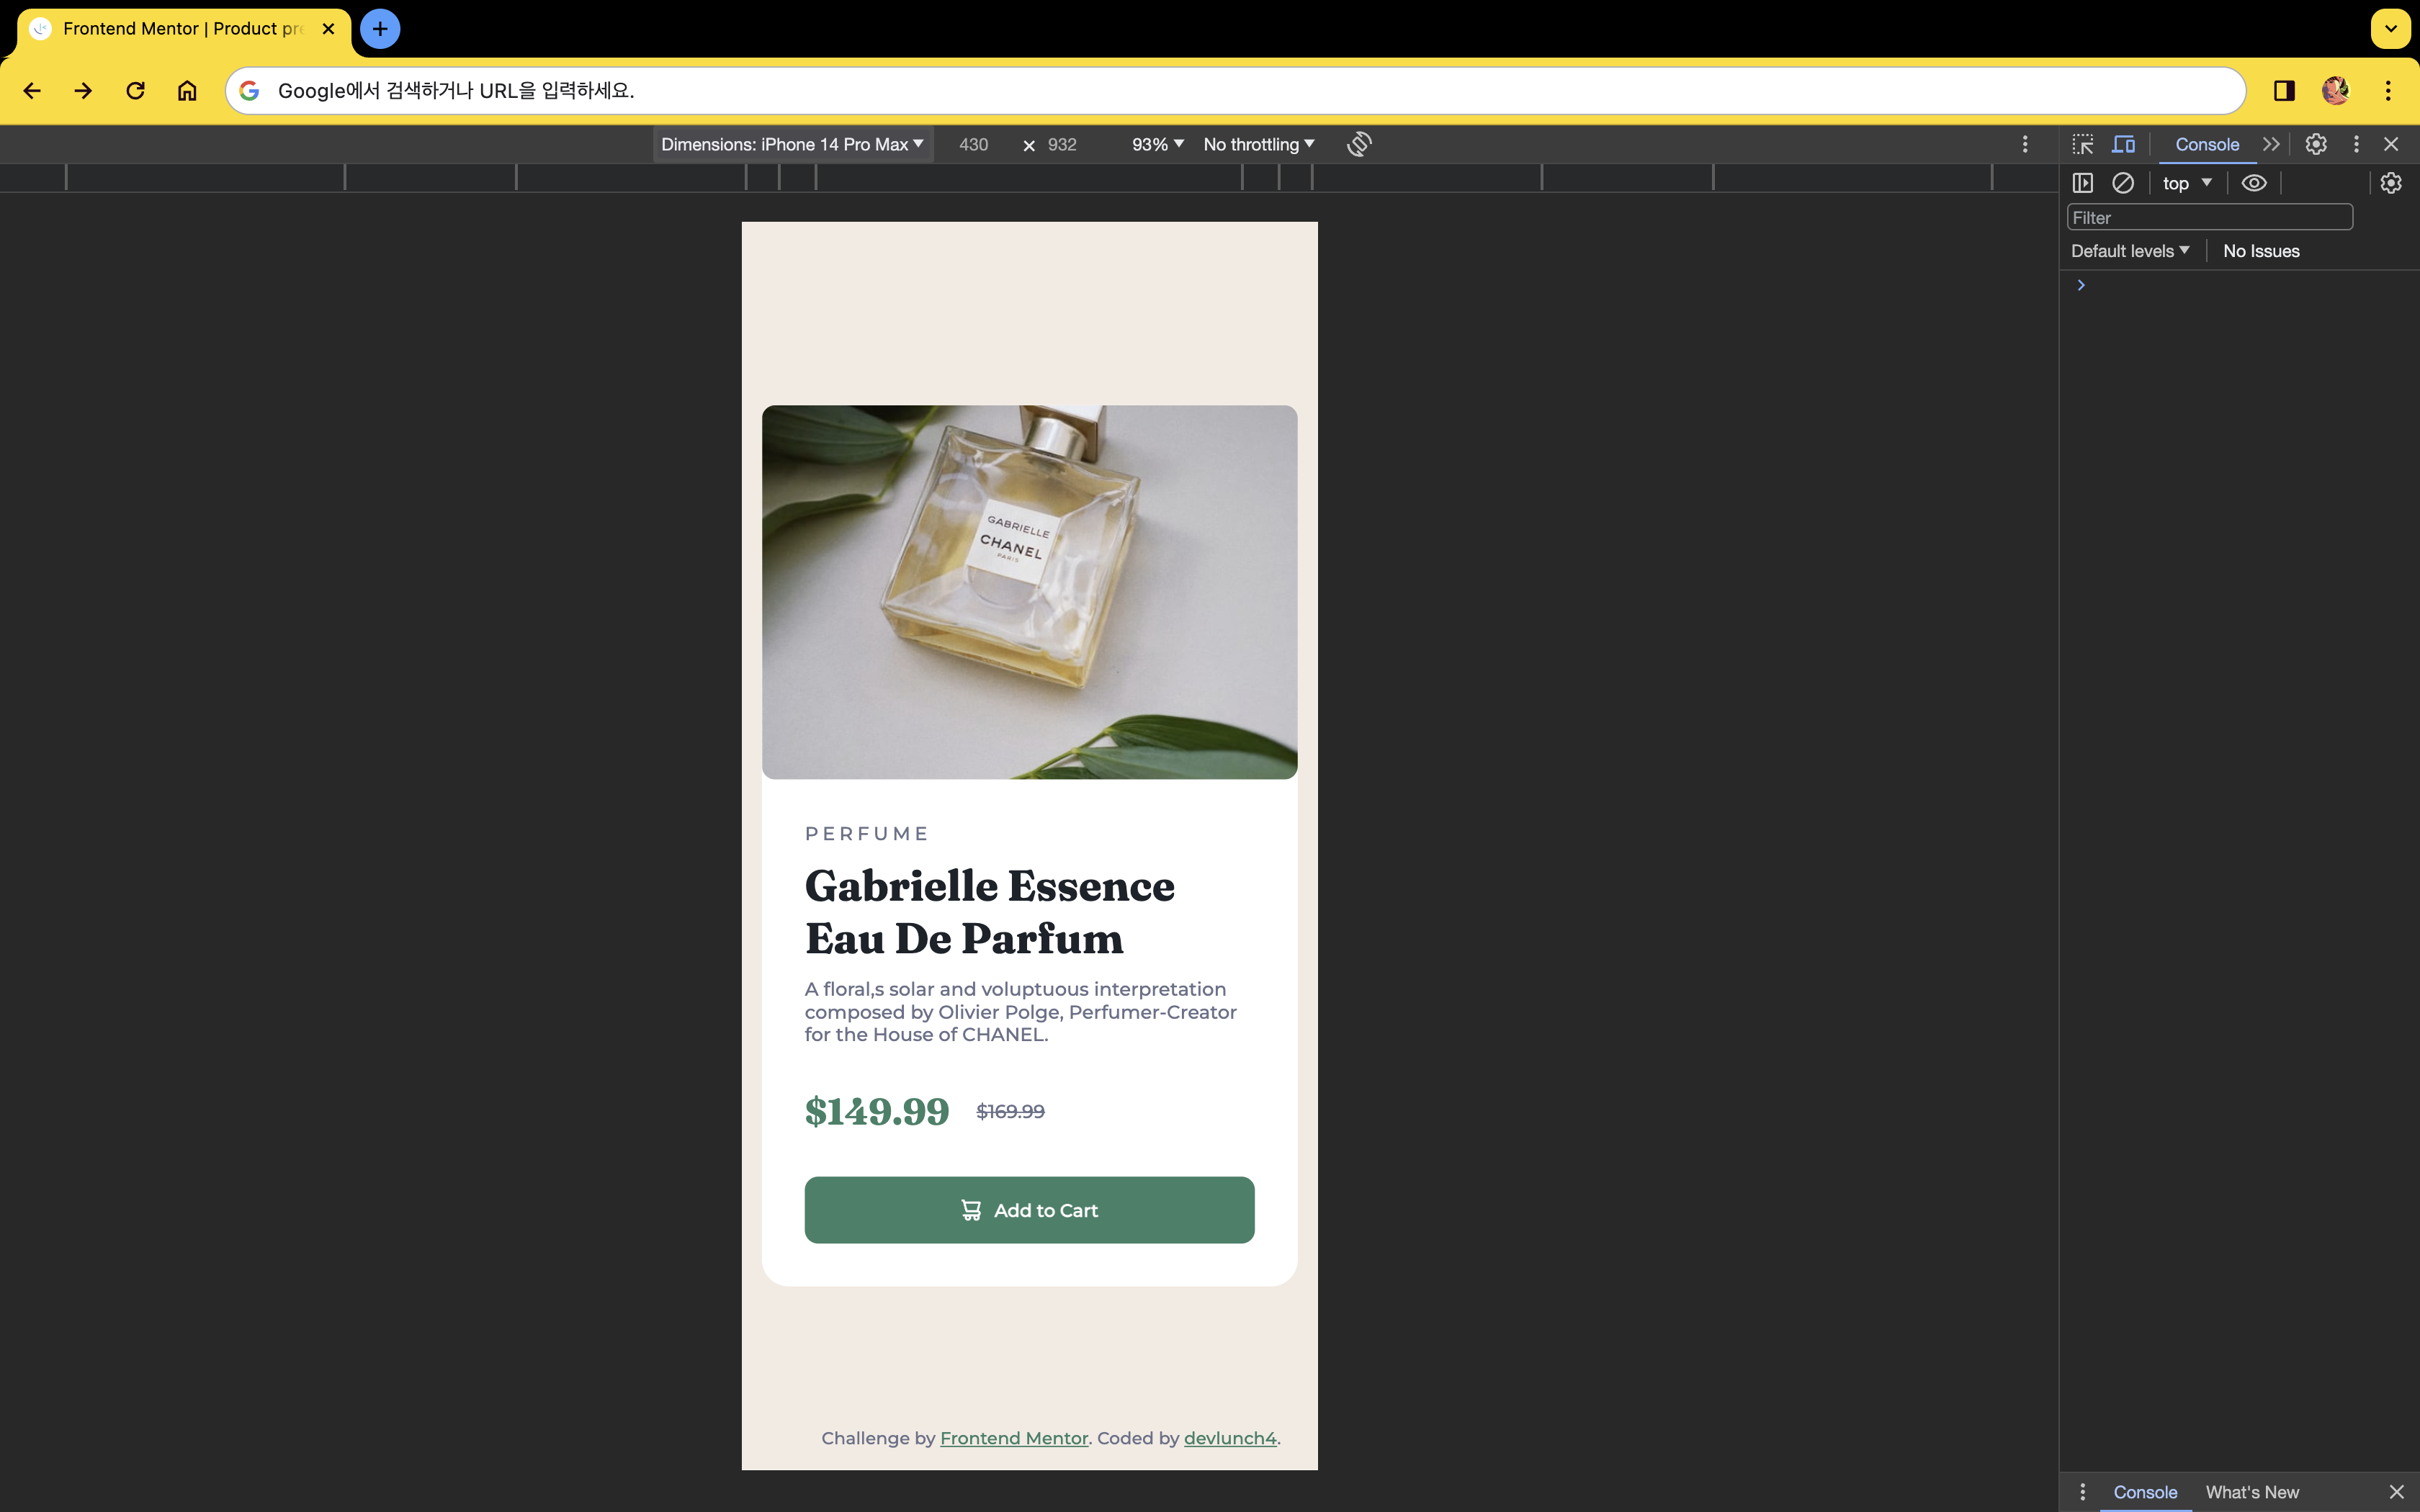 Frontend Mentor | Product pre
Google에서 검색하거나 URL을 입력하세요.
Dimensions: iPhone 14 Pro Max 430 × 932 93% No throttling
Console
top
Filter
Default levels No Issues
GABRIELLE
CHANEL
PARIS
PERFUME
Gabrielle Essence
Eau De Parfum
A floral,s solar and voluptuous interpretation
composed by Olivier Polge, Perfumer-Creator
for the House of CHANEL.
$149.99 $169.99
Add to Cart
Challenge by Frontend Mentor. Coded by devlunch4.
Console What's New